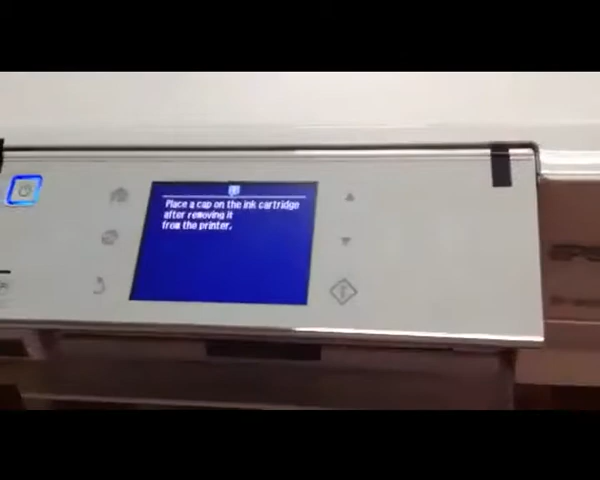 Place a cap on the ink cartridge
after removing it
from the printer.